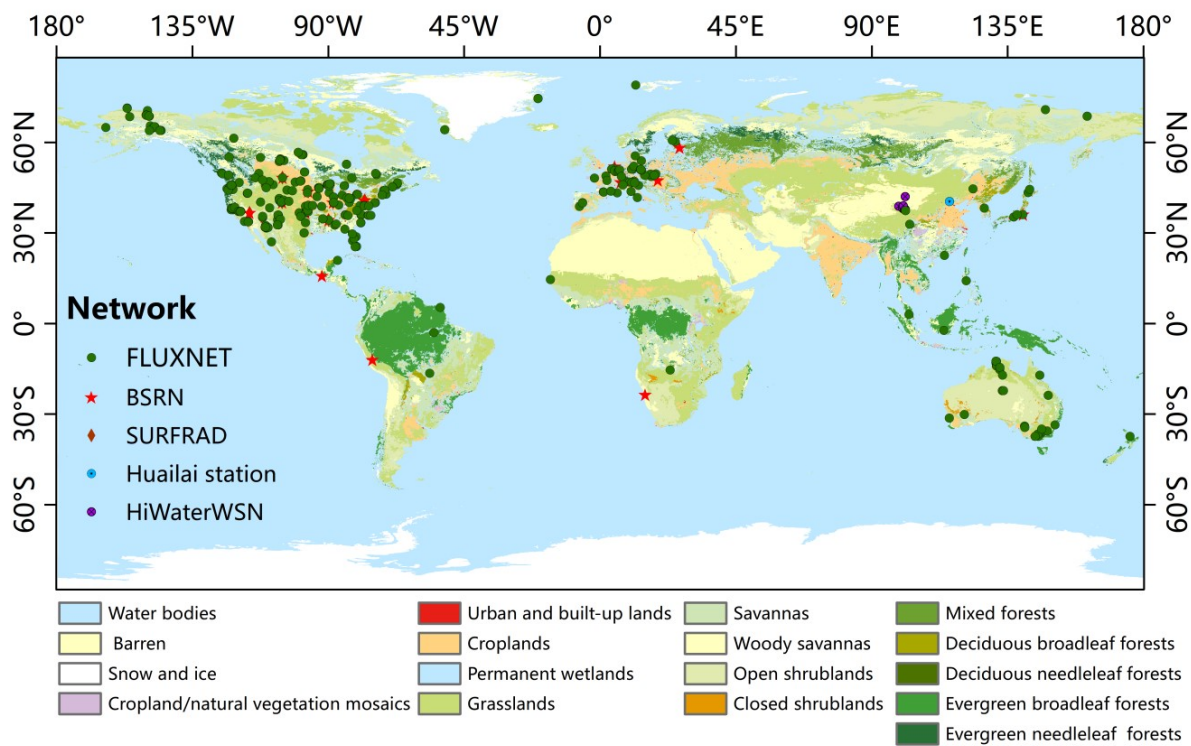 180° 135°W 90°W 45°W 0° 45°E 90°E 135°E 180°
60°N 60°N
30°N 30°N
0° 0°
30°S 30°S
60°S 60°S
Network
FLUXNET
BSRN
SURFRAD
Huailai station
HiWaterWSN
Water bodies Urban and built-up lands Savannas Mixed forests
Barren Croplands Woody savannas Deciduous broadleaf forests
Snow and ice Permanent wetlands Open shrublands Deciduous needleleaf forests
Cropland/natural vegetation mosaics Grasslands Closed shrublands Evergreen broadleaf forests
Evergreen needleleaf forests